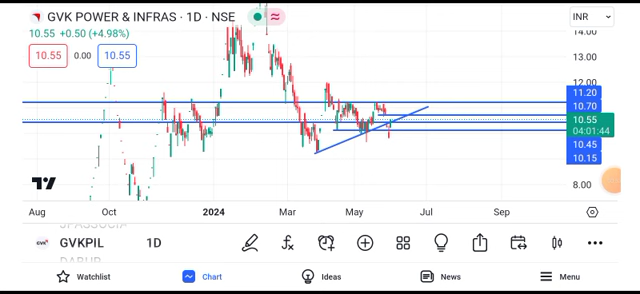 GVK POWER & INFRAS · 1D · NSE
INR
10.55 +0.50 (+4.98%)
10.55 0.00 10.55
14.00
13.00
12.00
11.20
10.70
10.55
04:01:44
10.45
10.15
8.00
Aug Oct 2024 Mar May Jul Sep
JPASSOCIA
GVKPIL 1D
DABUR
Watchlist Chart Ideas News Menu